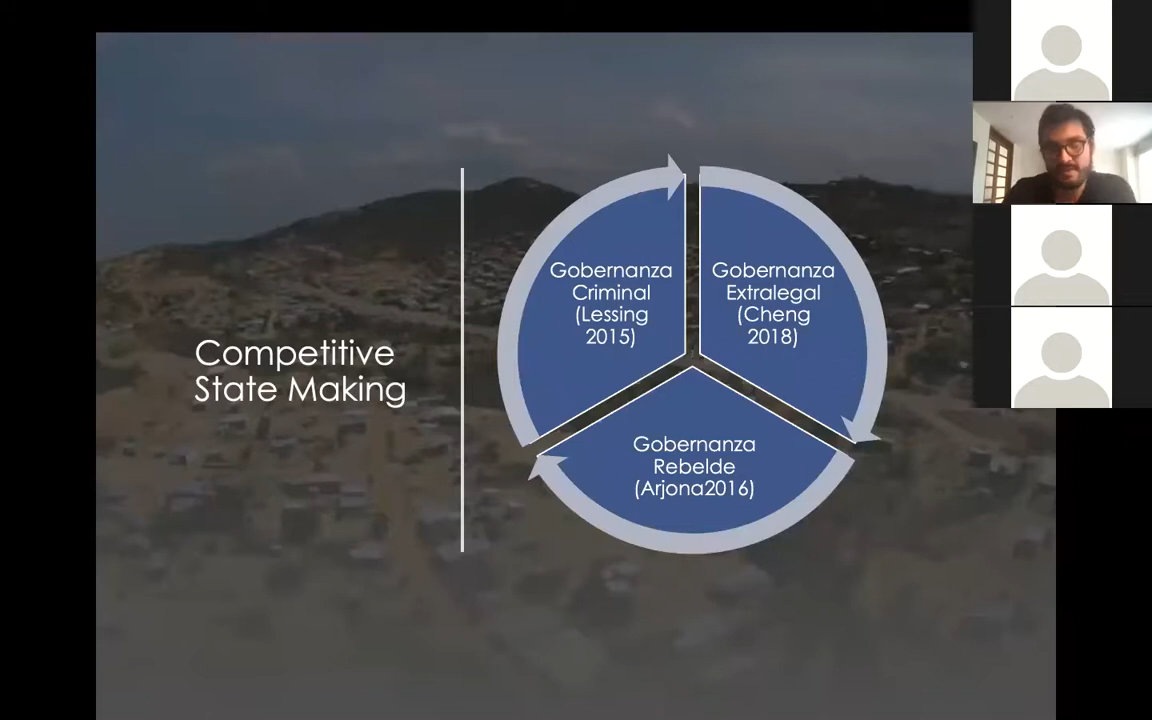 Competitive
State Making
Gobernanza
Criminal
(Lessing
2015)
Gobernanza
Extralegal
(Cheng
2018)
Gobernanza
Rebelde
(Arjona2016)